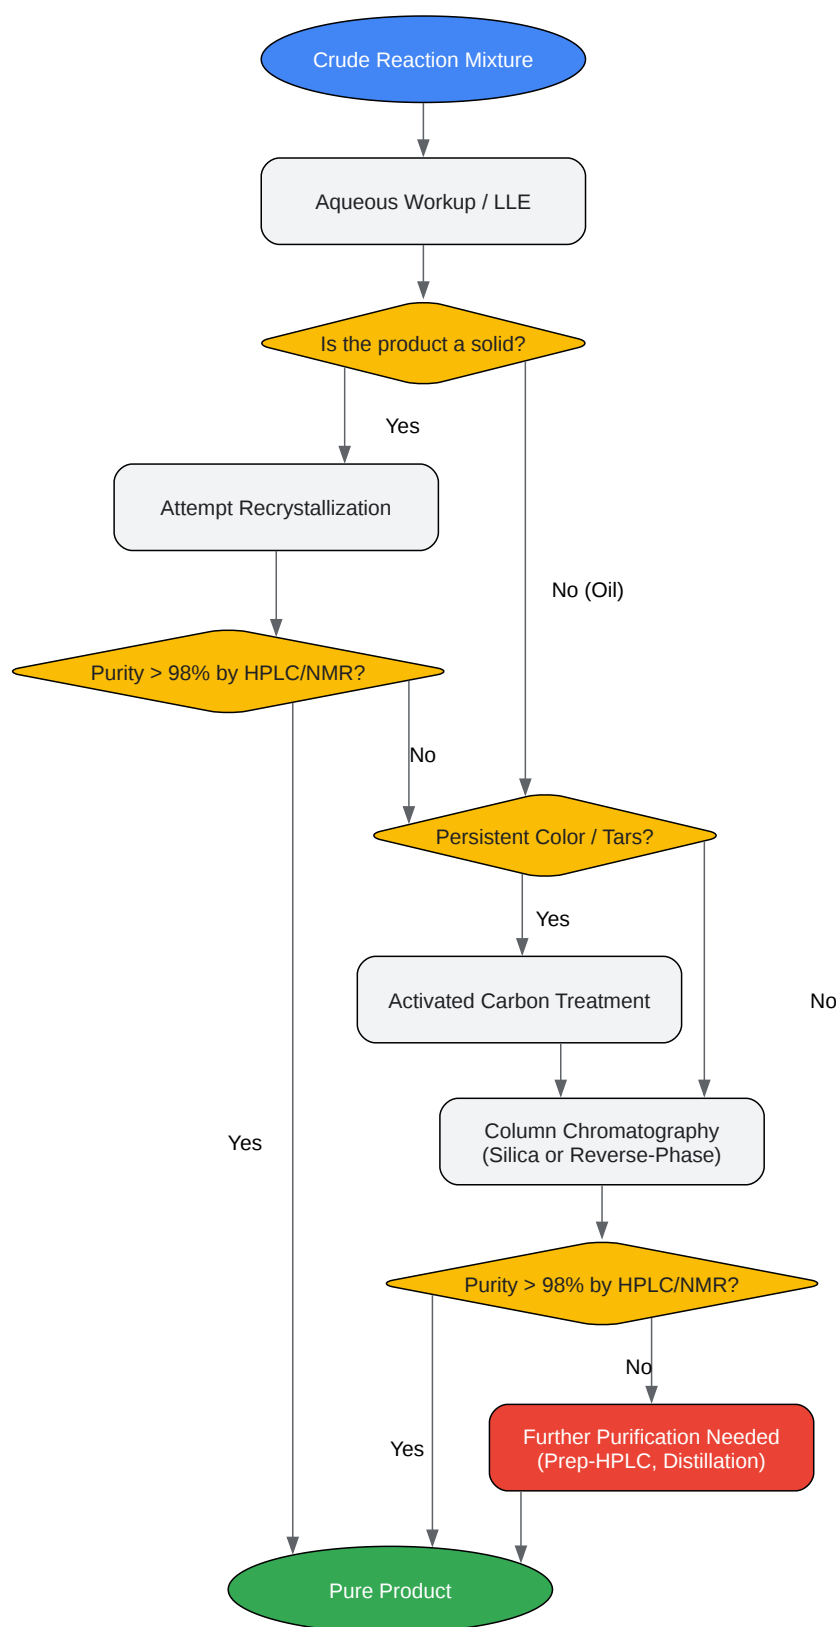 Crude Reaction Mixture
Aqueous Workup / LLE
Is the product a solid?
Yes
Attempt Recrystallization
No (Oil)
Purity > 98% by HPLC/NMR?
No
Persistent Color / Tars?
Yes
Activated Carbon Treatment
No
Column Chromatography
(Silica or Reverse-Phase)
Yes
Purity > 98% by HPLC/NMR?
No
Further Purification Needed
(Prep-HPLC, Distillation)
Yes
Pure Product